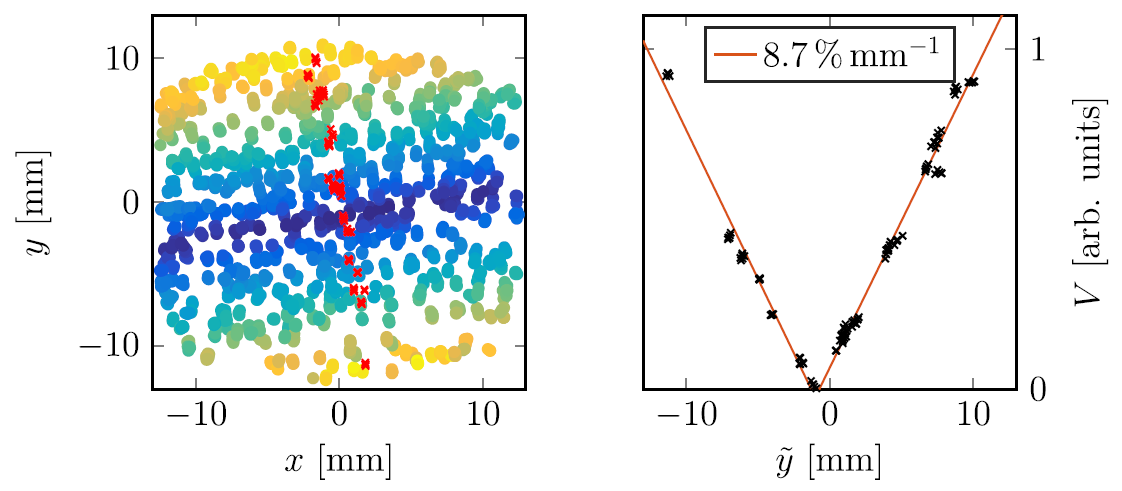 10
0
−10
y [mm]
−10 0 10
x [mm]
8.7 % mm⁻¹
1
0
V [arb. units]
−10 0 10
ỹ [mm]